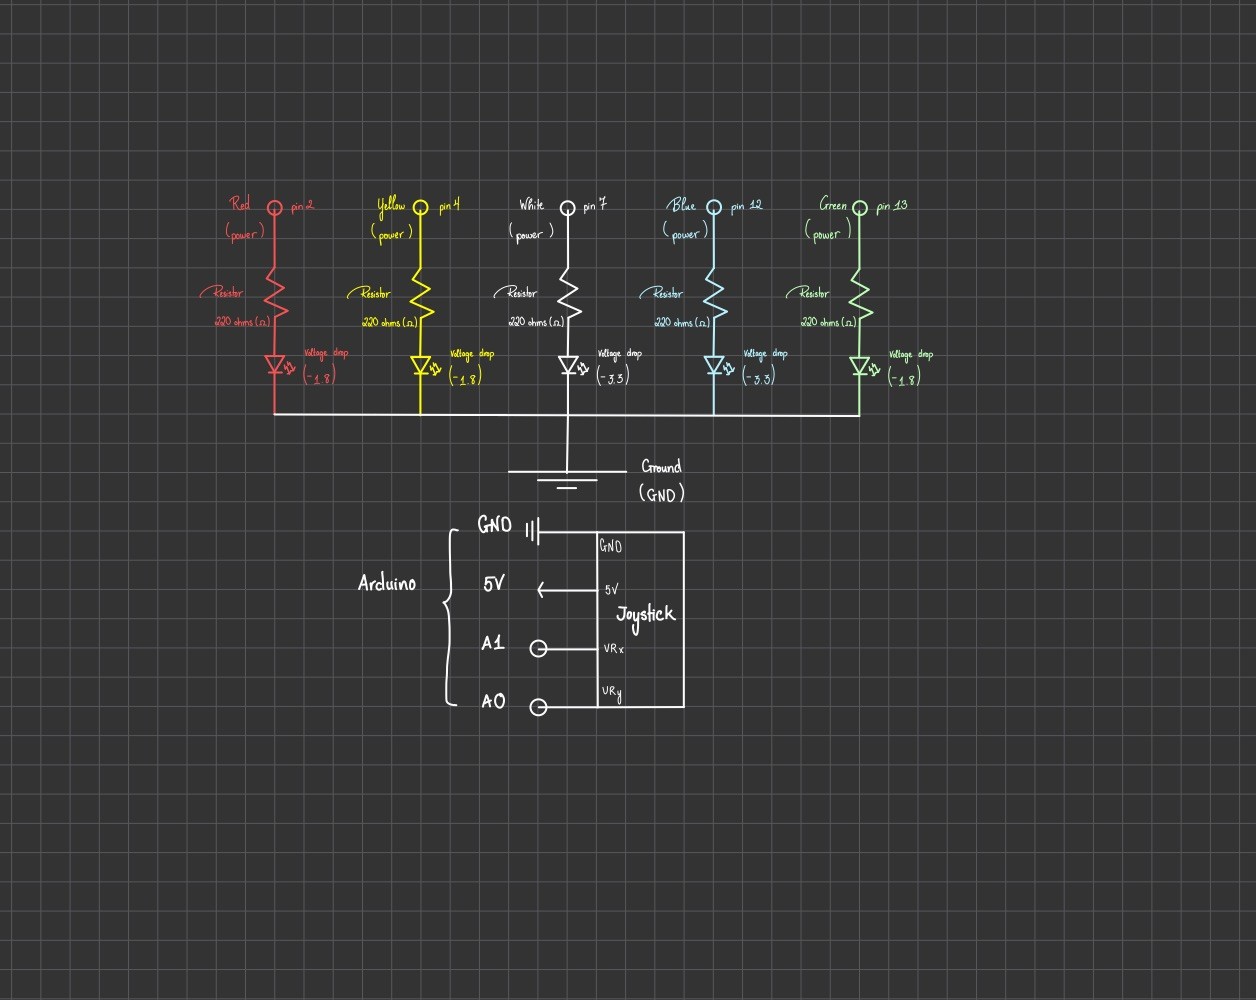 Red pin 2
(power)
Resistor
220 ohms (Ω)
Voltage drop
(-1.8)
Yellow pin 4
(power)
Resistor
220 ohms (Ω)
Voltage drop
(-1.8)
White pin 7
(power)
Resistor
220 ohms (Ω)
Voltage drop
(-3.3)
Blue pin 12
(power)
Resistor
220 ohms (Ω)
Voltage drop
(-3.3)
Green pin 13
(power)
Resistor
220 ohms (Ω)
Voltage drop
(-1.8)
Ground
(GND)
Arduino
GND
5V
A1
A0
GND
5V
Joystick
VRx
VRy